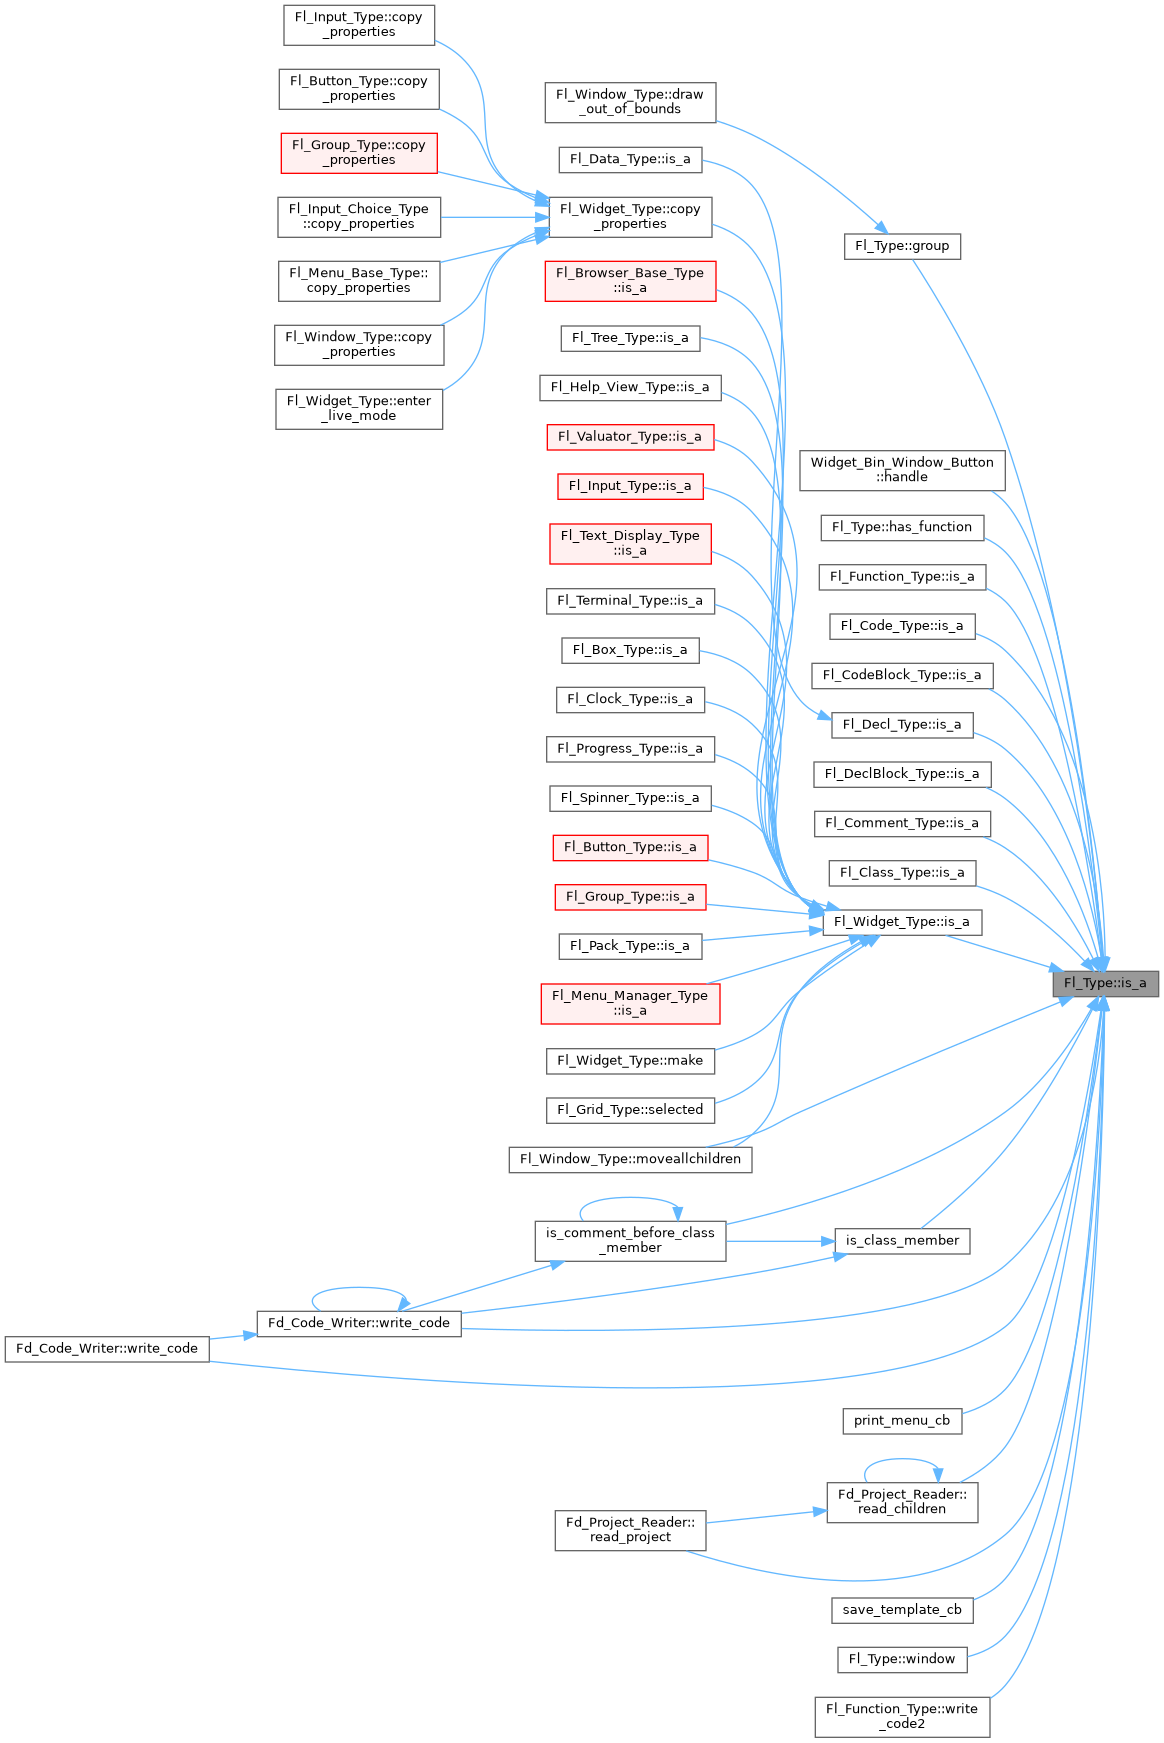 Fl_Input_Type::copy
_properties
Fl_Button_Type::copy
_properties
Fl_Group_Type::copy
_properties
Fl_Input_Choice_Type
::copy_properties
Fl_Menu_Base_Type::
copy_properties
Fl_Window_Type::copy
_properties
Fl_Widget_Type::enter
_live_mode
Fl_Window_Type::draw
_out_of_bounds
Fl_Data_Type::is_a
Fl_Widget_Type::copy
_properties
Fl_Browser_Base_Type
::is_a
Fl_Tree_Type::is_a
Fl_Help_View_Type::is_a
Fl_Valuator_Type::is_a
Fl_Input_Type::is_a
Fl_Text_Display_Type
::is_a
Fl_Terminal_Type::is_a
Fl_Box_Type::is_a
Fl_Clock_Type::is_a
Fl_Progress_Type::is_a
Fl_Spinner_Type::is_a
Fl_Button_Type::is_a
Fl_Group_Type::is_a
Fl_Pack_Type::is_a
Fl_Menu_Manager_Type
::is_a
Fl_Widget_Type::make
Fl_Grid_Type::selected
Fl_Window_Type::moveallchildren
is_comment_before_class
_member
Fd_Code_Writer::write_code
Fd_Code_Writer::write_code
Fd_Project_Reader::
read_project
Fl_Type::group
Widget_Bin_Window_Button
::handle
Fl_Type::has_function
Fl_Function_Type::is_a
Fl_Code_Type::is_a
Fl_CodeBlock_Type::is_a
Fl_Decl_Type::is_a
Fl_DeclBlock_Type::is_a
Fl_Comment_Type::is_a
Fl_Class_Type::is_a
Fl_Widget_Type::is_a
is_class_member
print_menu_cb
Fd_Project_Reader::
read_children
save_template_cb
Fl_Type::window
Fl_Function_Type::write
_code2
Fl_Type::is_a